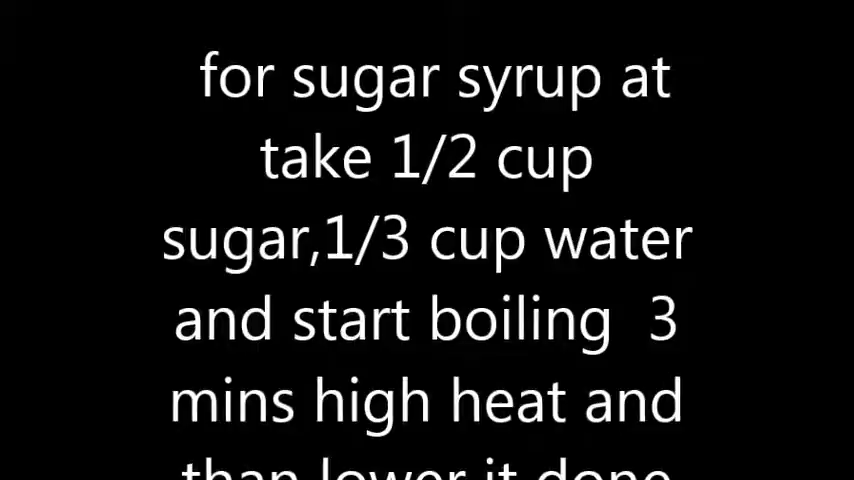 for sugar syrup at
take 1/2 cup
sugar,1/3 cup water
and start boiling  3
mins high heat and
than lower it done